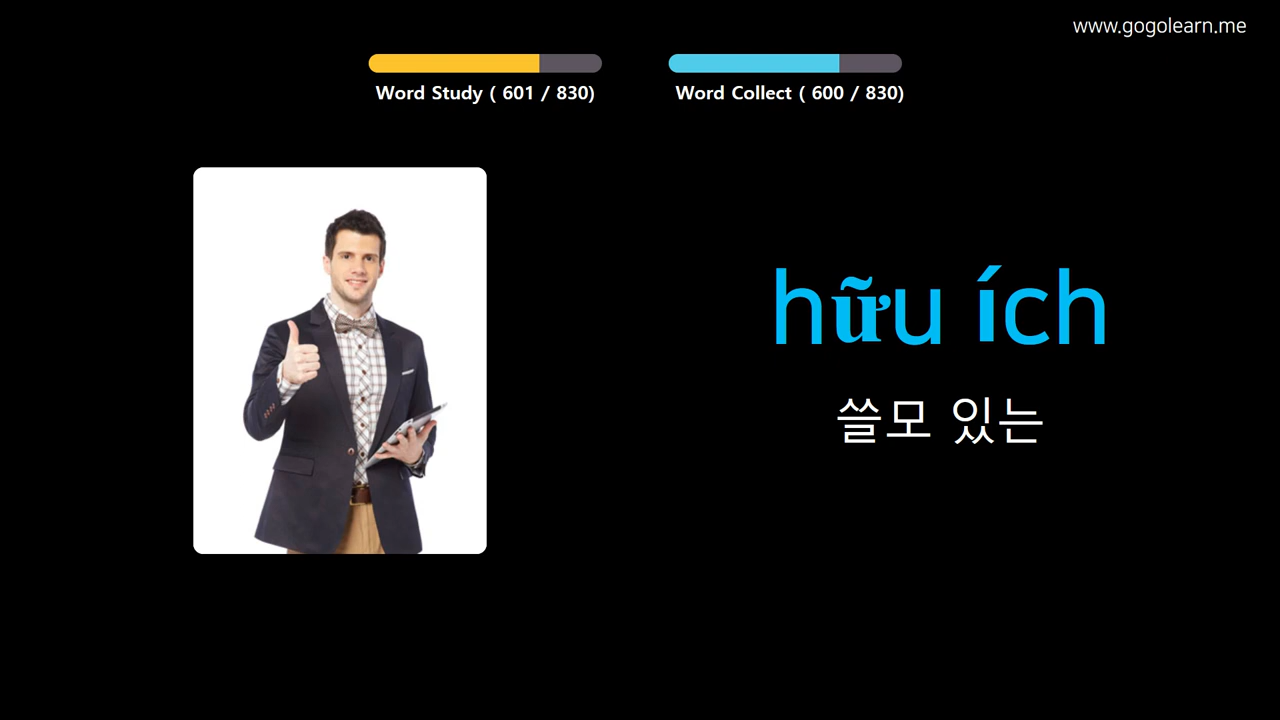 www.gogolearn.me
Word Study ( 601 / 830)
Word Collect ( 600 / 830)
hữu ích
쓸모 있는